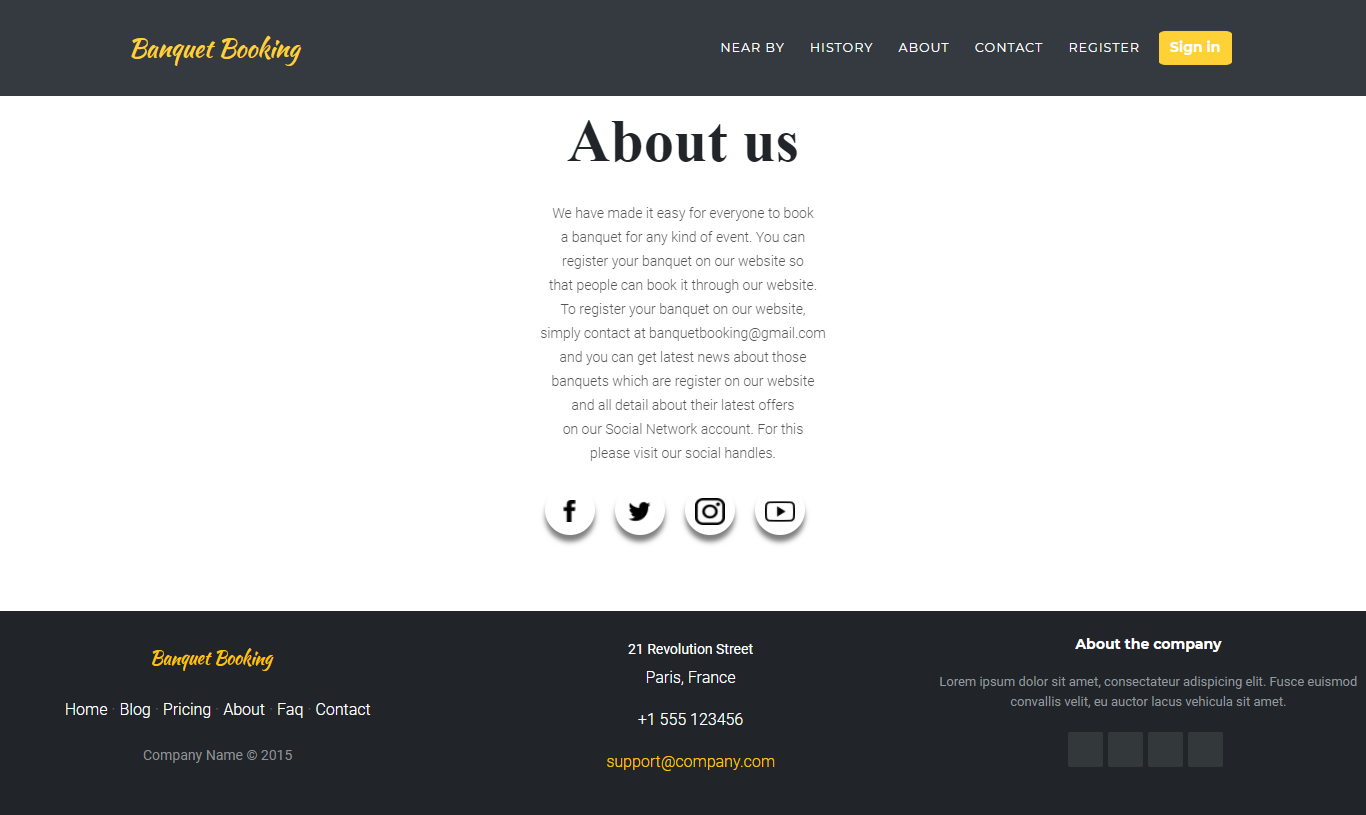 Banquet Booking
NEAR BY HISTORY ABOUT CONTACT REGISTER Sign in
About us
We have made it easy for everyone to book
a banquet for any kind of event. You can
register your banquet on our website so
that people can book it through our website.
To register your banquet on our website,
simply contact at banquetbooking@gmail.com
and you can get latest news about those
banquets which are register on our website
and all detail about their latest offers
on our Social Network account. For this
please visit our social handles.
Banquet Booking
Home · Blog · Pricing · About · Faq · Contact
Company Name © 2015
21 Revolution Street
Paris, France
+1 555 123456
support@company.com
About the company
Lorem ipsum dolor sit amet, consectateur adispicing elit. Fusce euismod
convallis velit, eu auctor lacus vehicula sit amet.